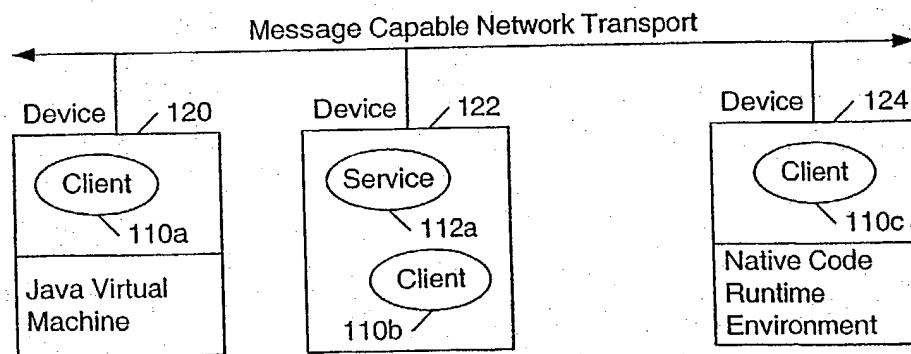 Message Capable Network Transport
Device 120
Device 122
Device 124
Client
110a
Java Virtual
Machine
Service
112a
Client
110b
Client
110c
Native Code
Runtime
Environment